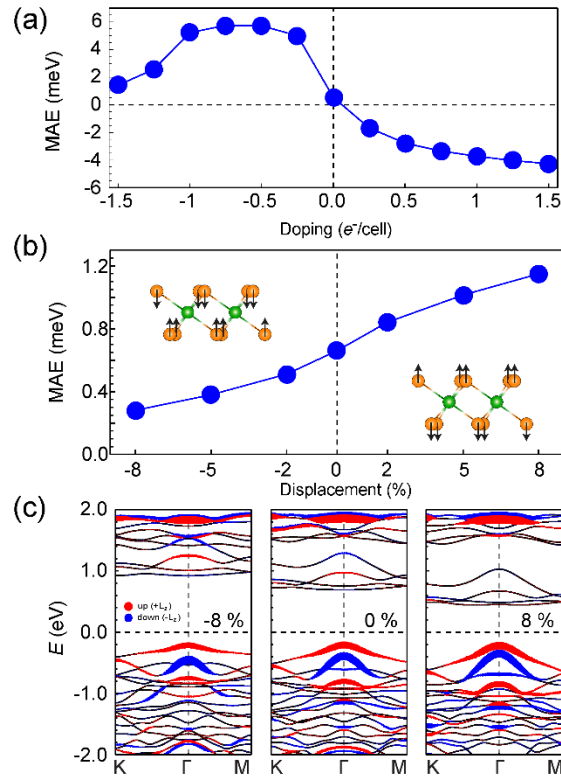 (a)
MAE (meV)
6
4
2
0
-2
-4
-6
-1.5 -1 -0.5 0.0 0.5 1 1.5
Doping (e⁻/cell)
(b)
MAE (meV)
1.2
0.8
0.4
0.0
-8 -5 -2 0 2 5 8
Displacement (%)
(c)
E (eV)
2.0
1.0
0.0
-1.0
-2.0
up (+Lz)
down (-Lz)
-8 %
0 %
8 %
K Γ M K Γ M K Γ M